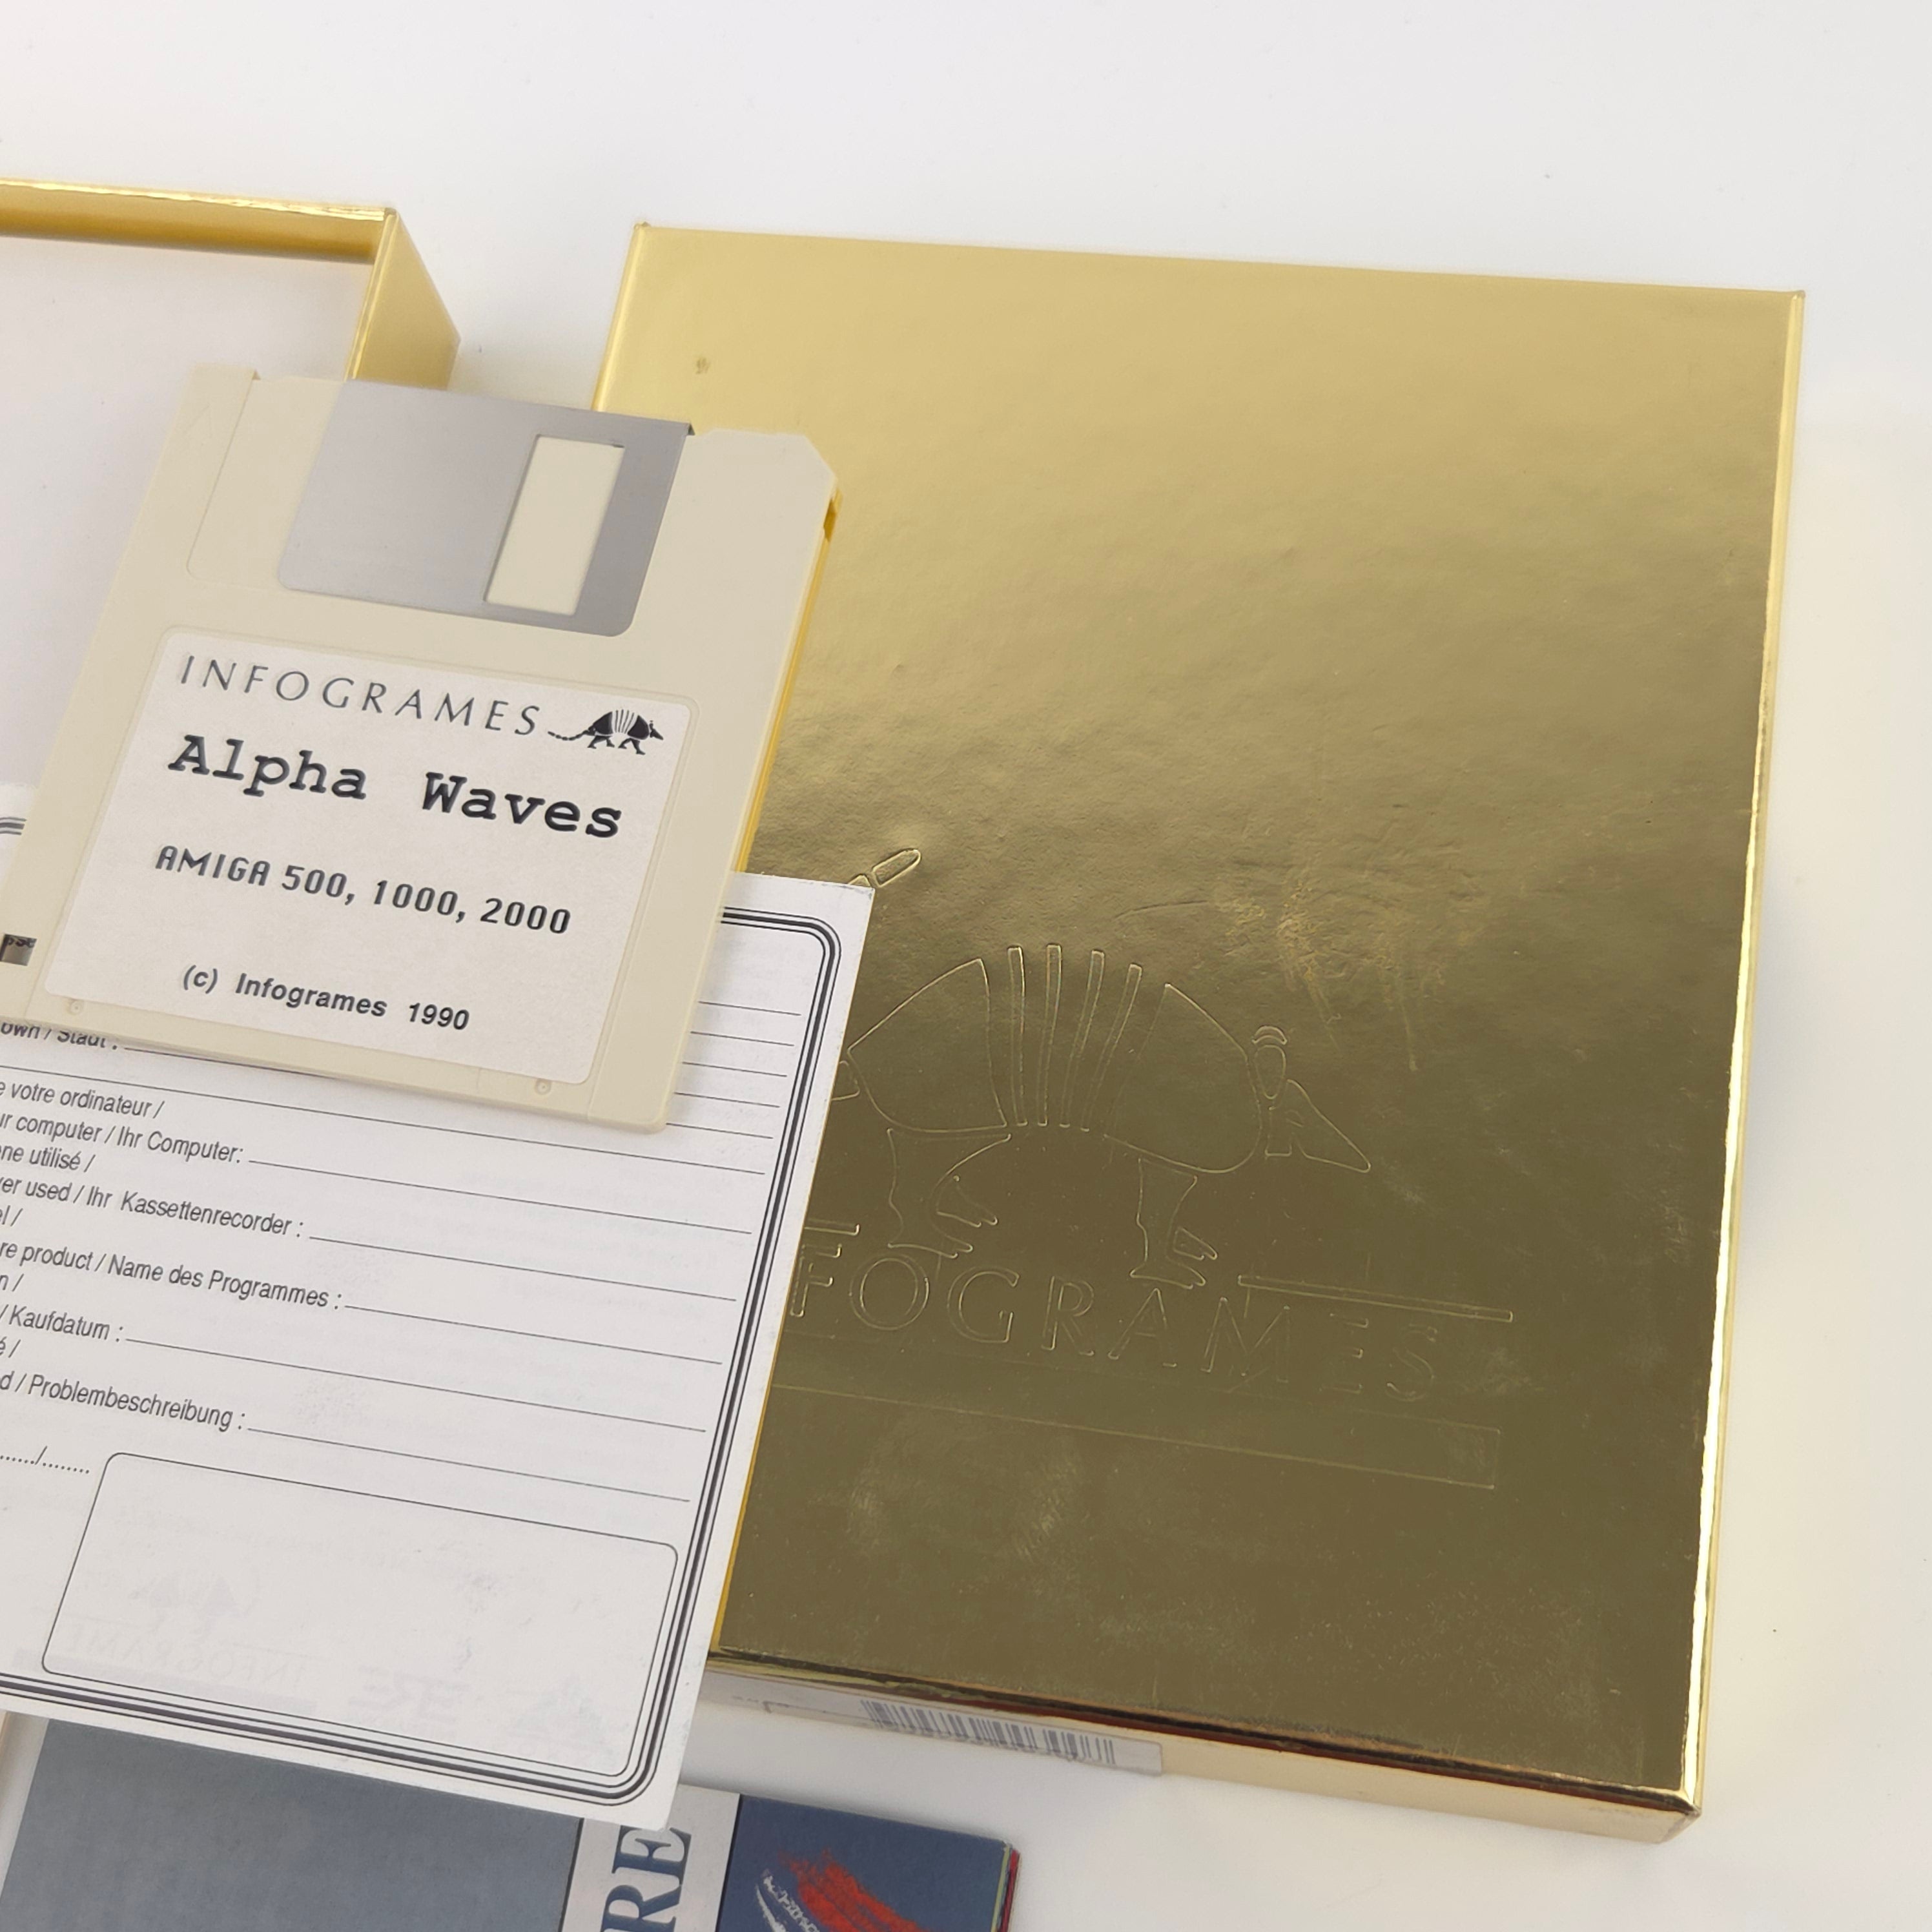 INFOGRAMES
Alpha Waves
AMIGA 500, 1000, 2000
(c) Infogrames 1990
own / Stadt :
e votre ordinateur /
ur computer / Ihr Computer:
ne utilisé /
er used / Ihr Kassettenrecorder :
el /
re product / Name des Programmes :
n /
/ Kaufdatum :
é /
d / Problembeschreibung :
....../........
FOGRAMES
RE